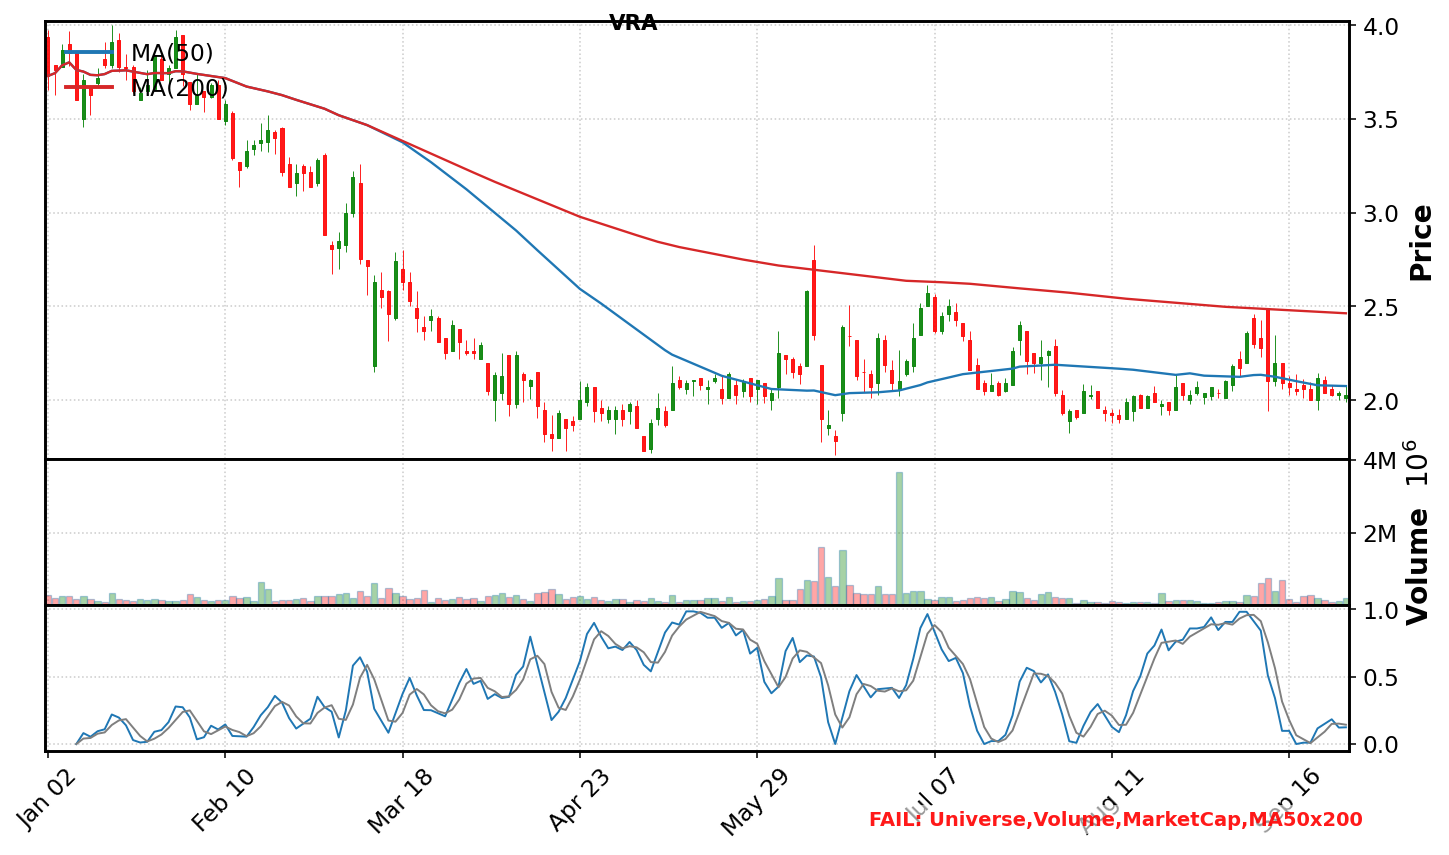 VRA
MA(50)
MA(200)
4.0
3.5
3.0
2.5
2.0
Price
4M
2M
Volume 10^6
1.0
0.5
0.0
Jan 02
Feb 10
Mar 18
Apr 23
May 29
Jul 07
Aug 11
Sep 16
FAIL: Universe,Volume,MarketCap,MA50x200